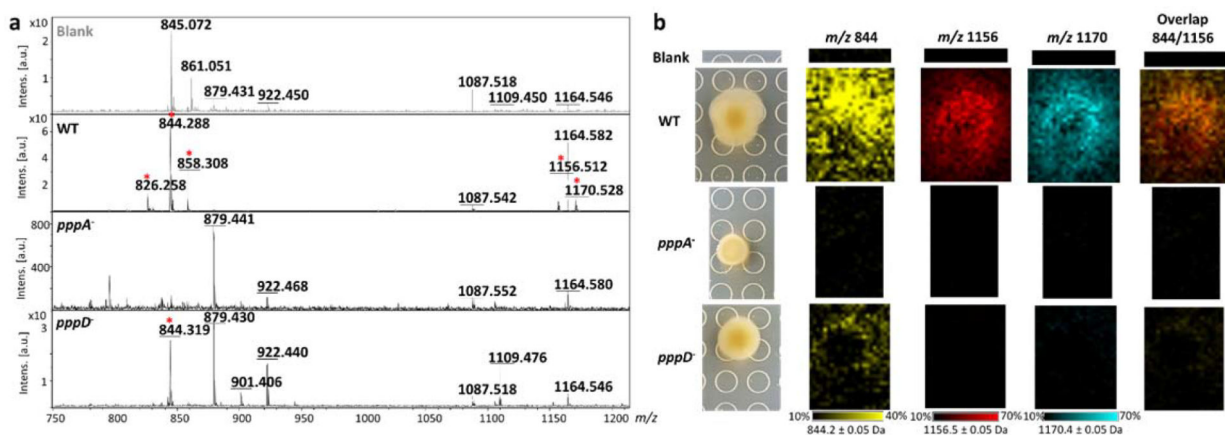 a
x10
Blank
845.072
861.051
879.431
922.450
1087.518
1109.450
1164.546
2
1
Intens. [a.u.]
x10
WT
*
844.288
*
858.308
*
826.258
1164.582
*
1156.512
*
1170.528
1087.542
6
4
2
Intens. [a.u.]
pppA-
879.441
922.468
1087.552
1164.580
800
400
Intens. [a.u.]
x10
pppD-
*
844.319
879.430
922.440
901.406
1109.476
1087.518
1164.546
3
1
Intens. [a.u.]
750 800 850 900 950 1000 1050 1100 1150 1200 m/z
b
m/z 844 m/z 1156 m/z 1170 Overlap
844/1156
Blank
WT
pppA-
pppD-
10% 40% 10% 70% 10% 70%
844.2 ± 0.05 Da 1156.5 ± 0.05 Da 1170.4 ± 0.05 Da